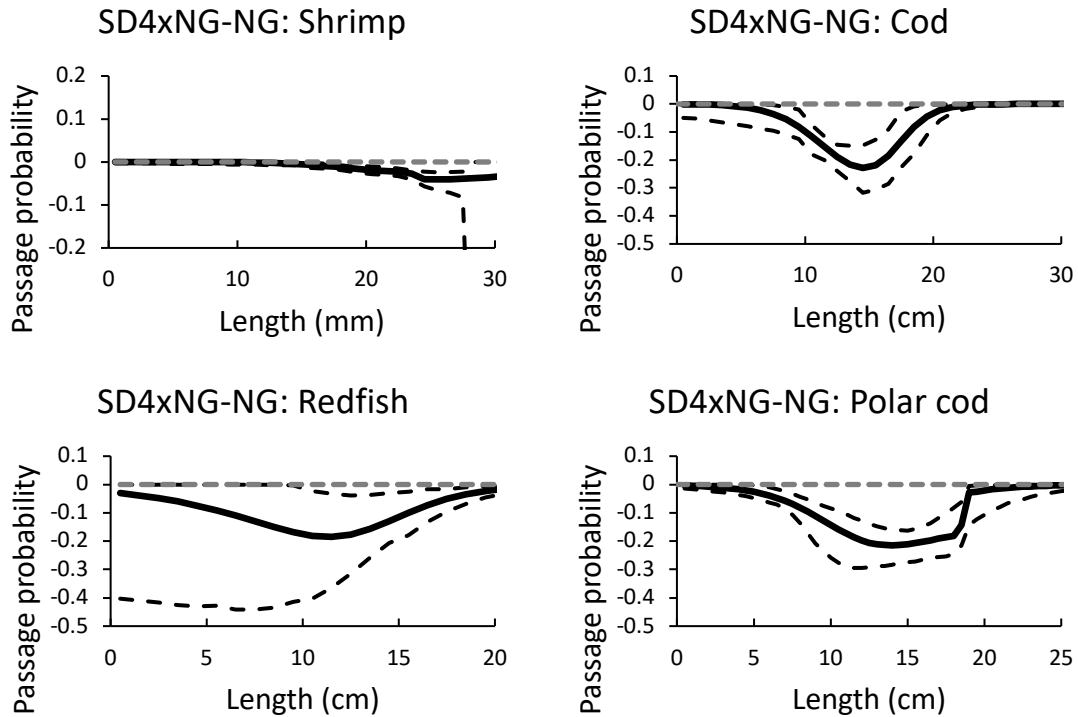 SD4xNG-NG: Shrimp
Passage probability
0.2
0.1
0
-0.1
-0.2
0 10 20 30
Length (mm)
SD4xNG-NG: Cod
Passage probability
0.1
0
-0.1
-0.2
-0.3
-0.4
-0.5
0 10 20 30
Length (cm)
SD4xNG-NG: Redfish
Passage probability
0.1
0
-0.1
-0.2
-0.3
-0.4
-0.5
0 5 10 15 20
Length (cm)
SD4xNG-NG: Polar cod
Passage probability
0.1
0
-0.1
-0.2
-0.3
-0.4
-0.5
0 5 10 15 20 25
Length (cm)